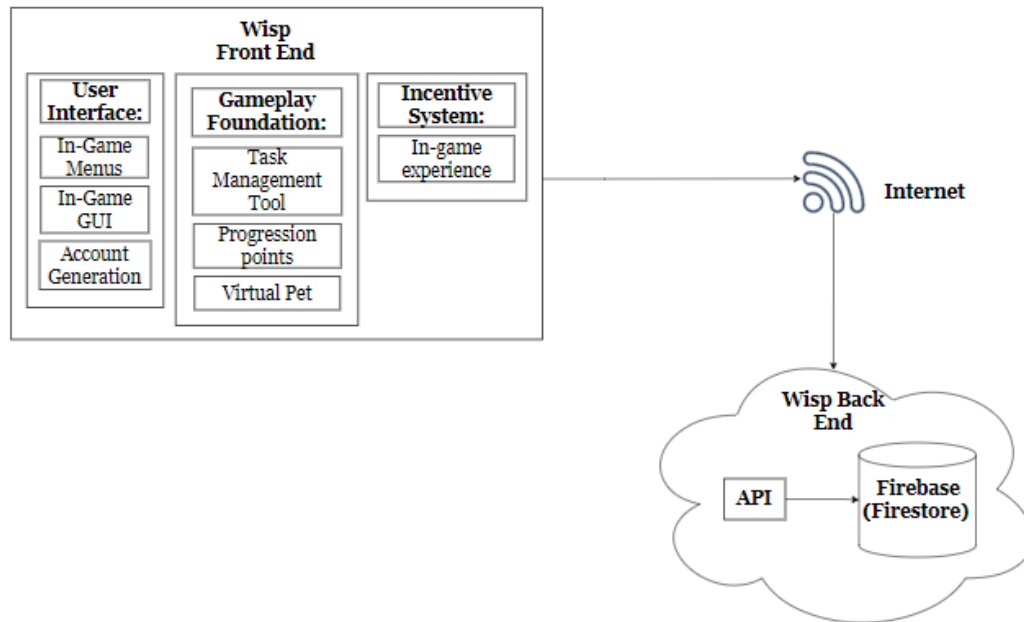 Wisp
Front End
User
Interface:
In-Game
Menus
In-Game
GUI
Account
Generation
Gameplay
Foundation:
Task
Management
Tool
Progression
points
Virtual Pet
Incentive
System:
In-game
experience
Internet
Wisp Back
End
API
Firebase
(Firestore)